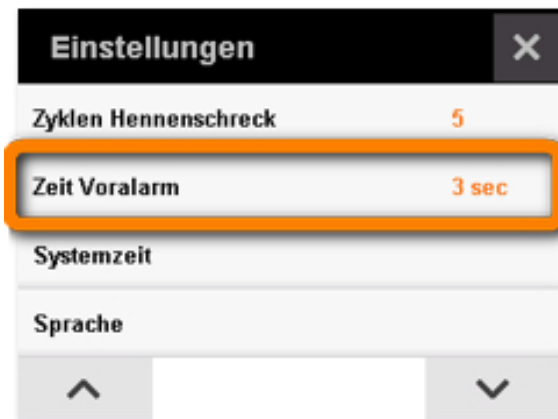 Einstellungen
Zyklen Hennenschreck 5
Zeit Voralarm 3 sec
Systemzeit
Sprache